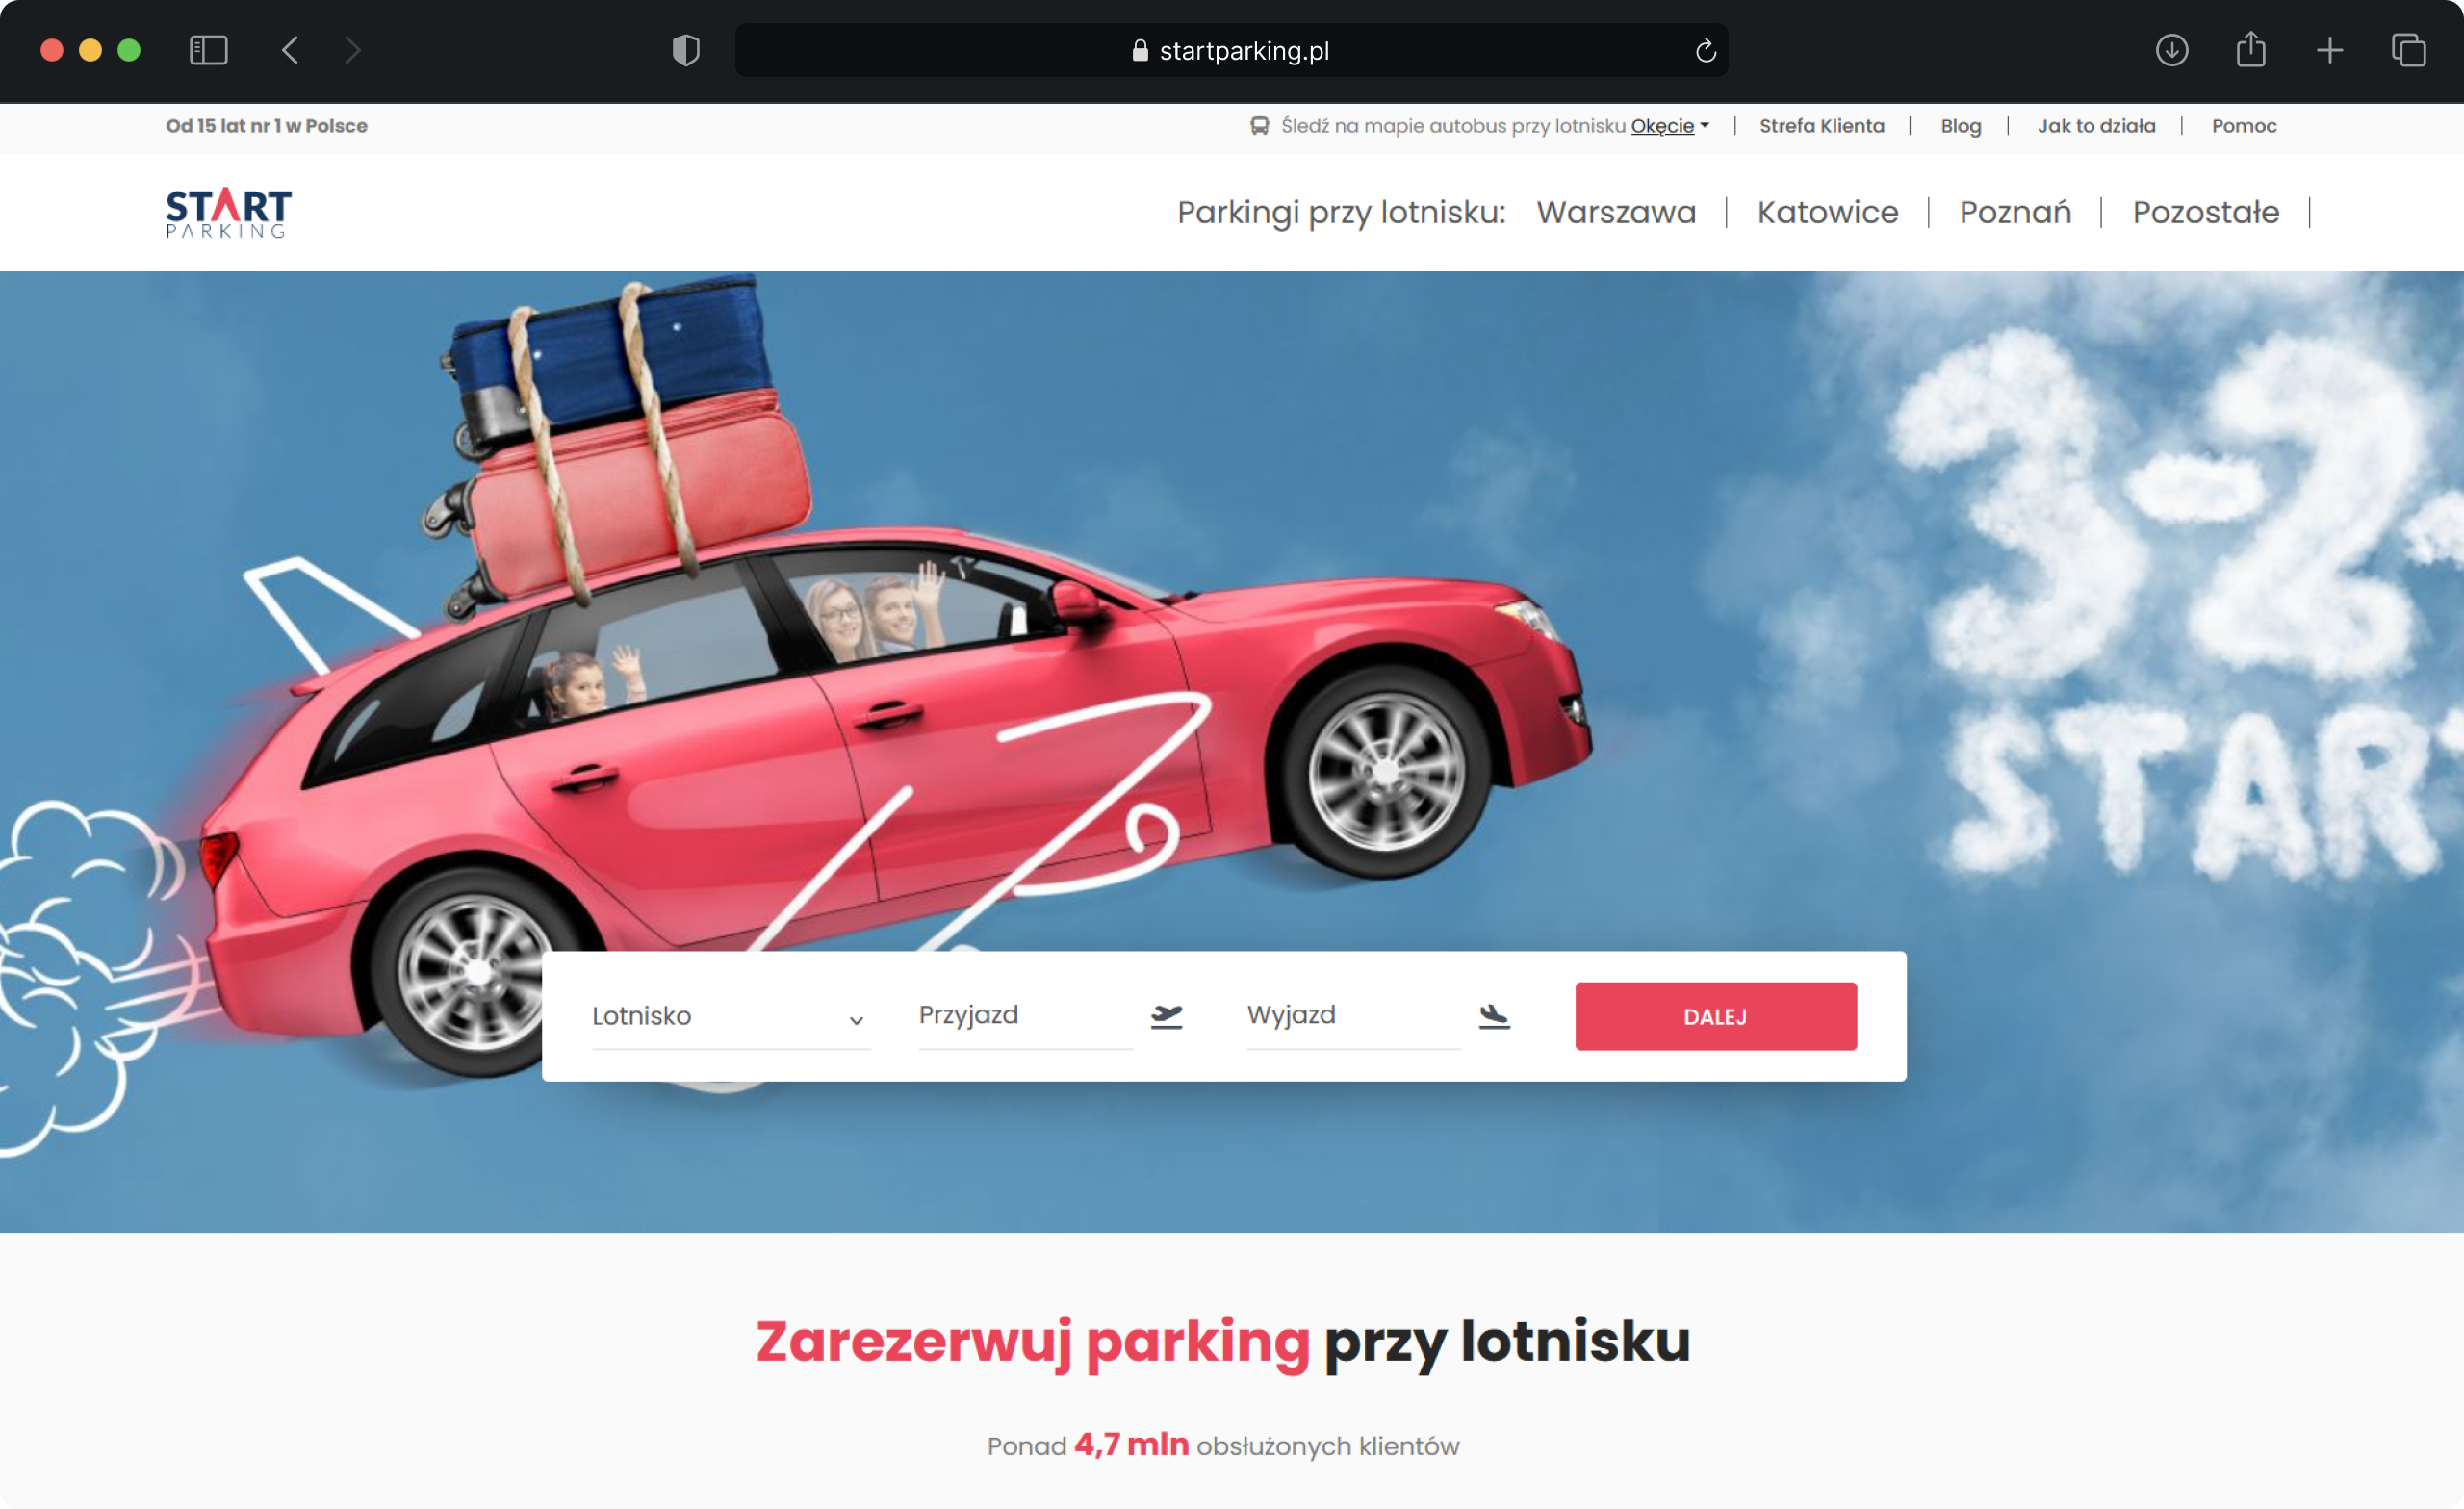 startparking.pl
Od 15 lat nr 1 w Polsce
Śledź na mapie autobus przy lotnisku Okęcie
Strefa Klienta
Blog
Jak to działa
Pomoc
START
PARKING
Parkingi przy lotnisku:
Warszawa
Katowice
Poznań
Pozostałe
3-2-
START
Lotnisko
Przyjazd
Wyjazd
DALEJ
Zarezerwuj parking przy lotnisku
Ponad 4,7 mln obsłużonych klientów